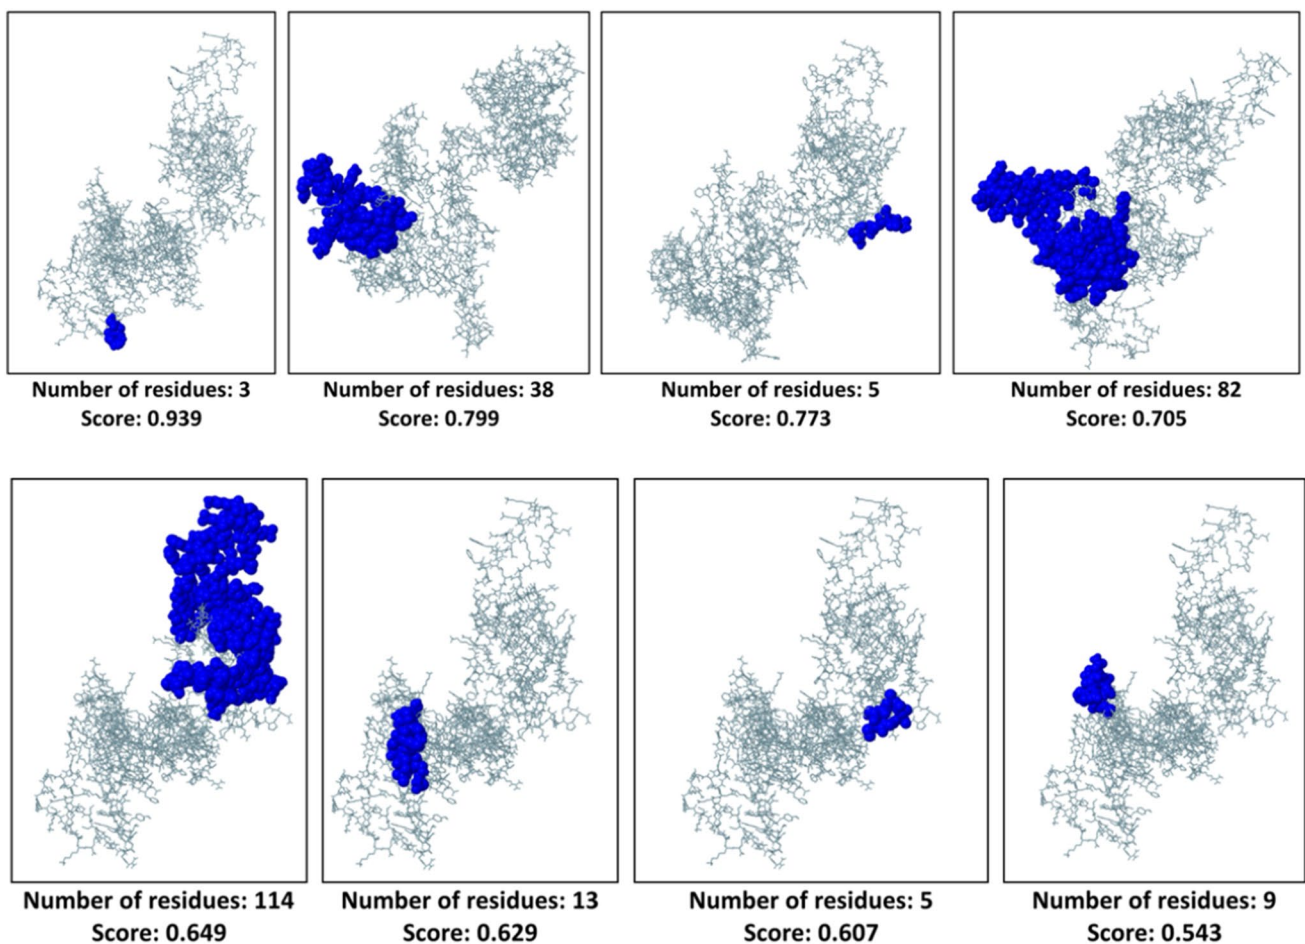 Number of residues: 3
Score: 0.939
Number of residues: 38
Score: 0.799
Number of residues: 5
Score: 0.773
Number of residues: 82
Score: 0.705
Number of residues: 114
Score: 0.649
Number of residues: 13
Score: 0.629
Number of residues: 5
Score: 0.607
Number of residues: 9
Score: 0.543